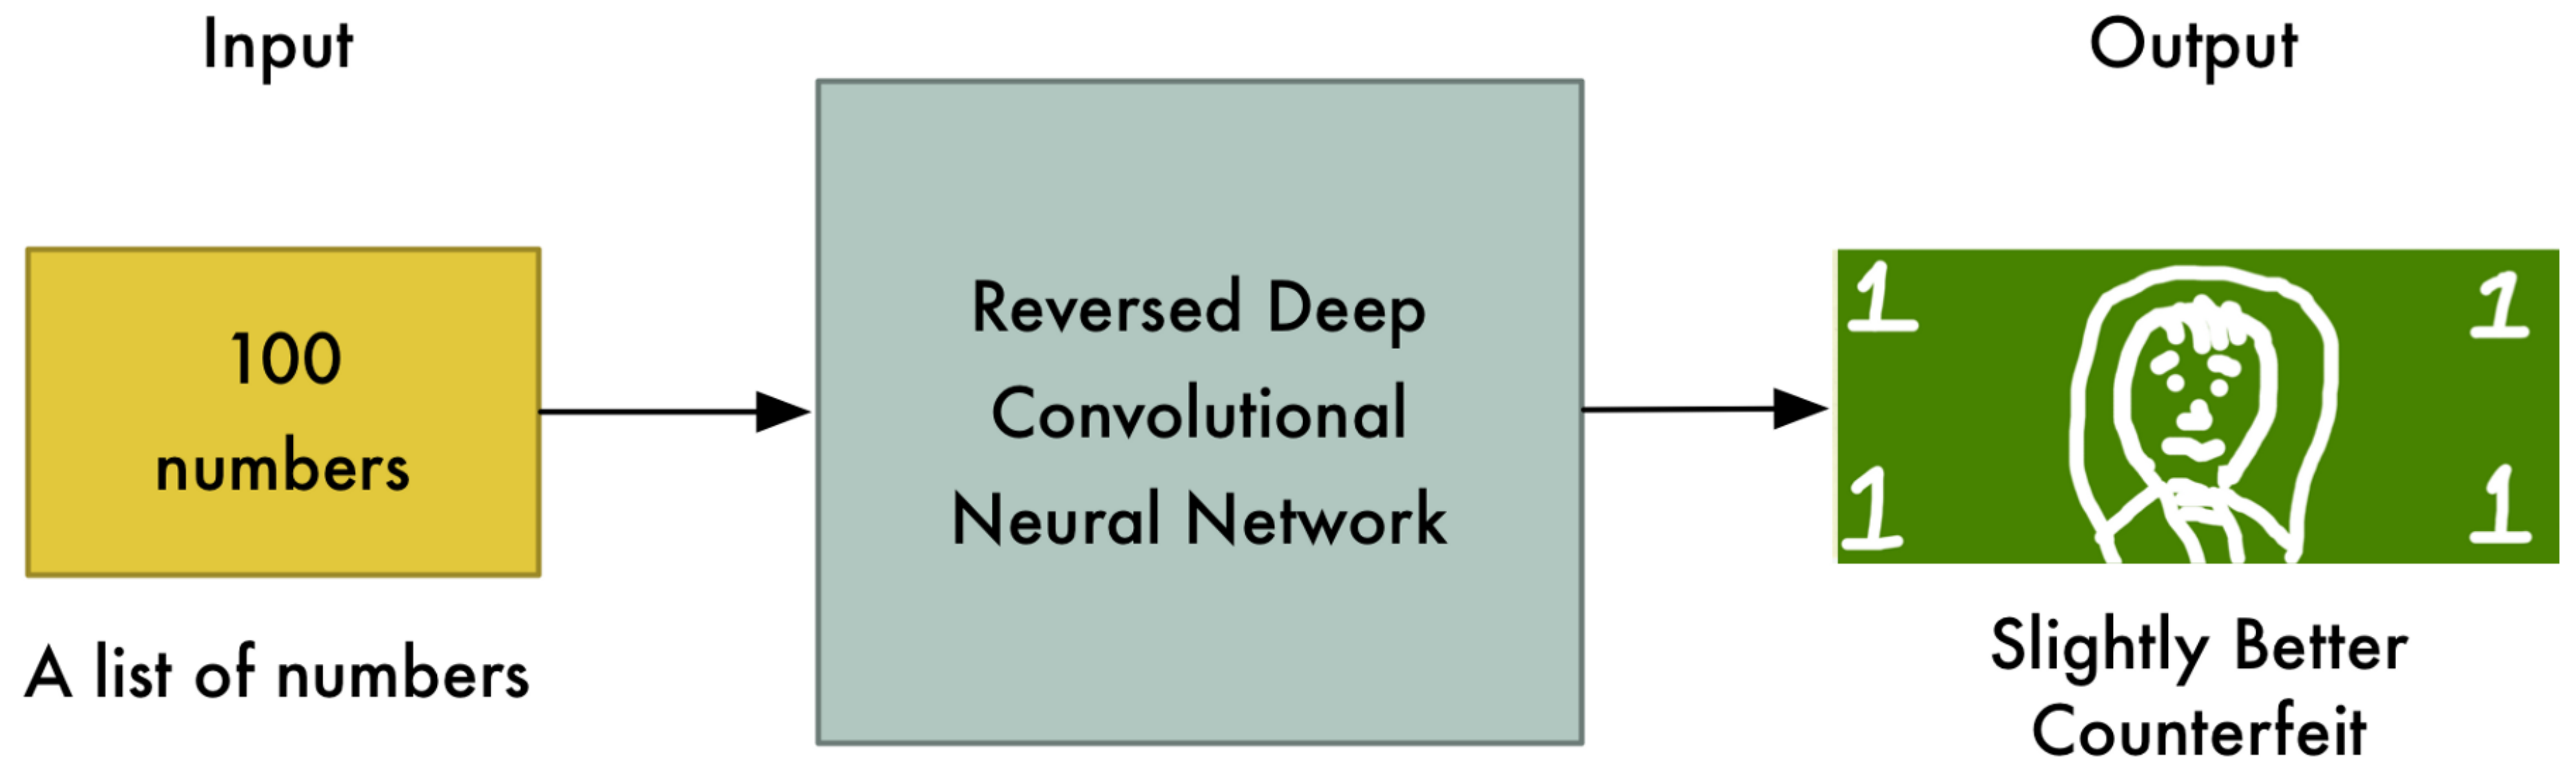 Input
Output
100
numbers
A list of numbers
Reversed Deep
Convolutional
Neural Network
1
1
1
1
Slightly Better
Counterfeit